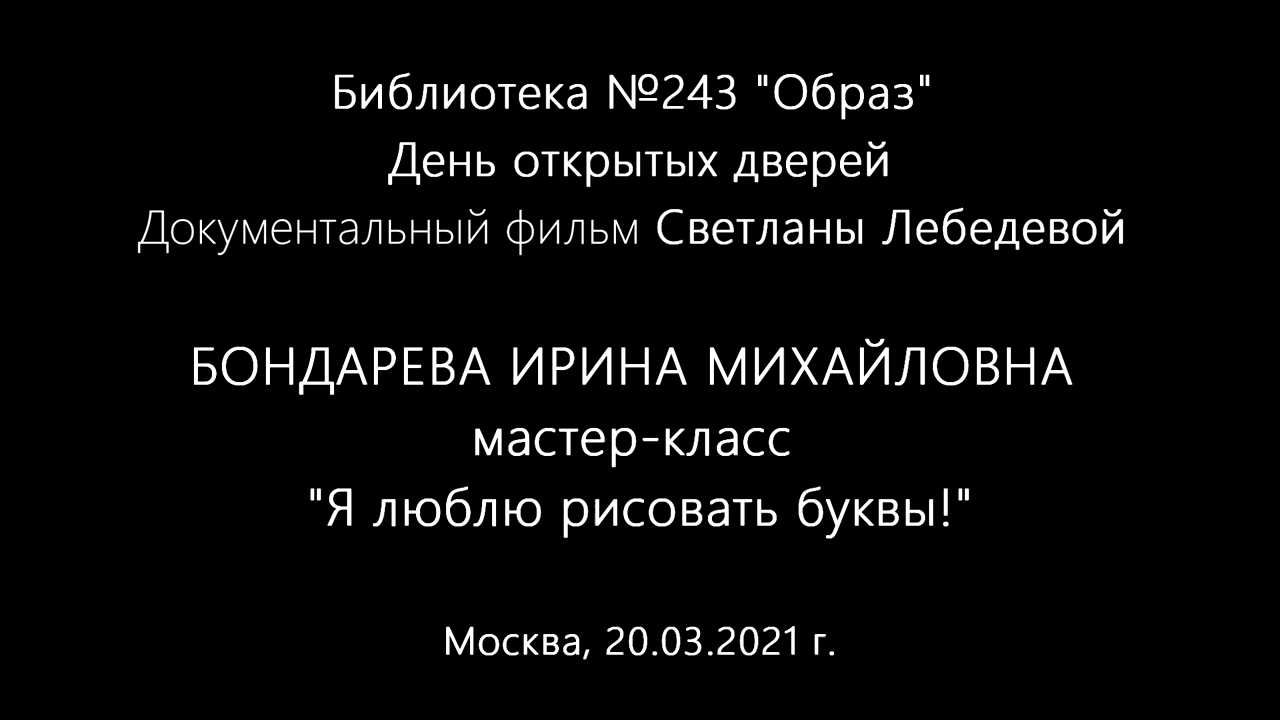 Библиотека №243 "Образ"
День открытых дверей
Документальный фильм Светланы Лебедевой
БОНДАРЕВА ИРИНА МИХАЙЛОВНА
мастер-класс
"Я люблю рисовать буквы!"
Москва, 20.03.2021 г.